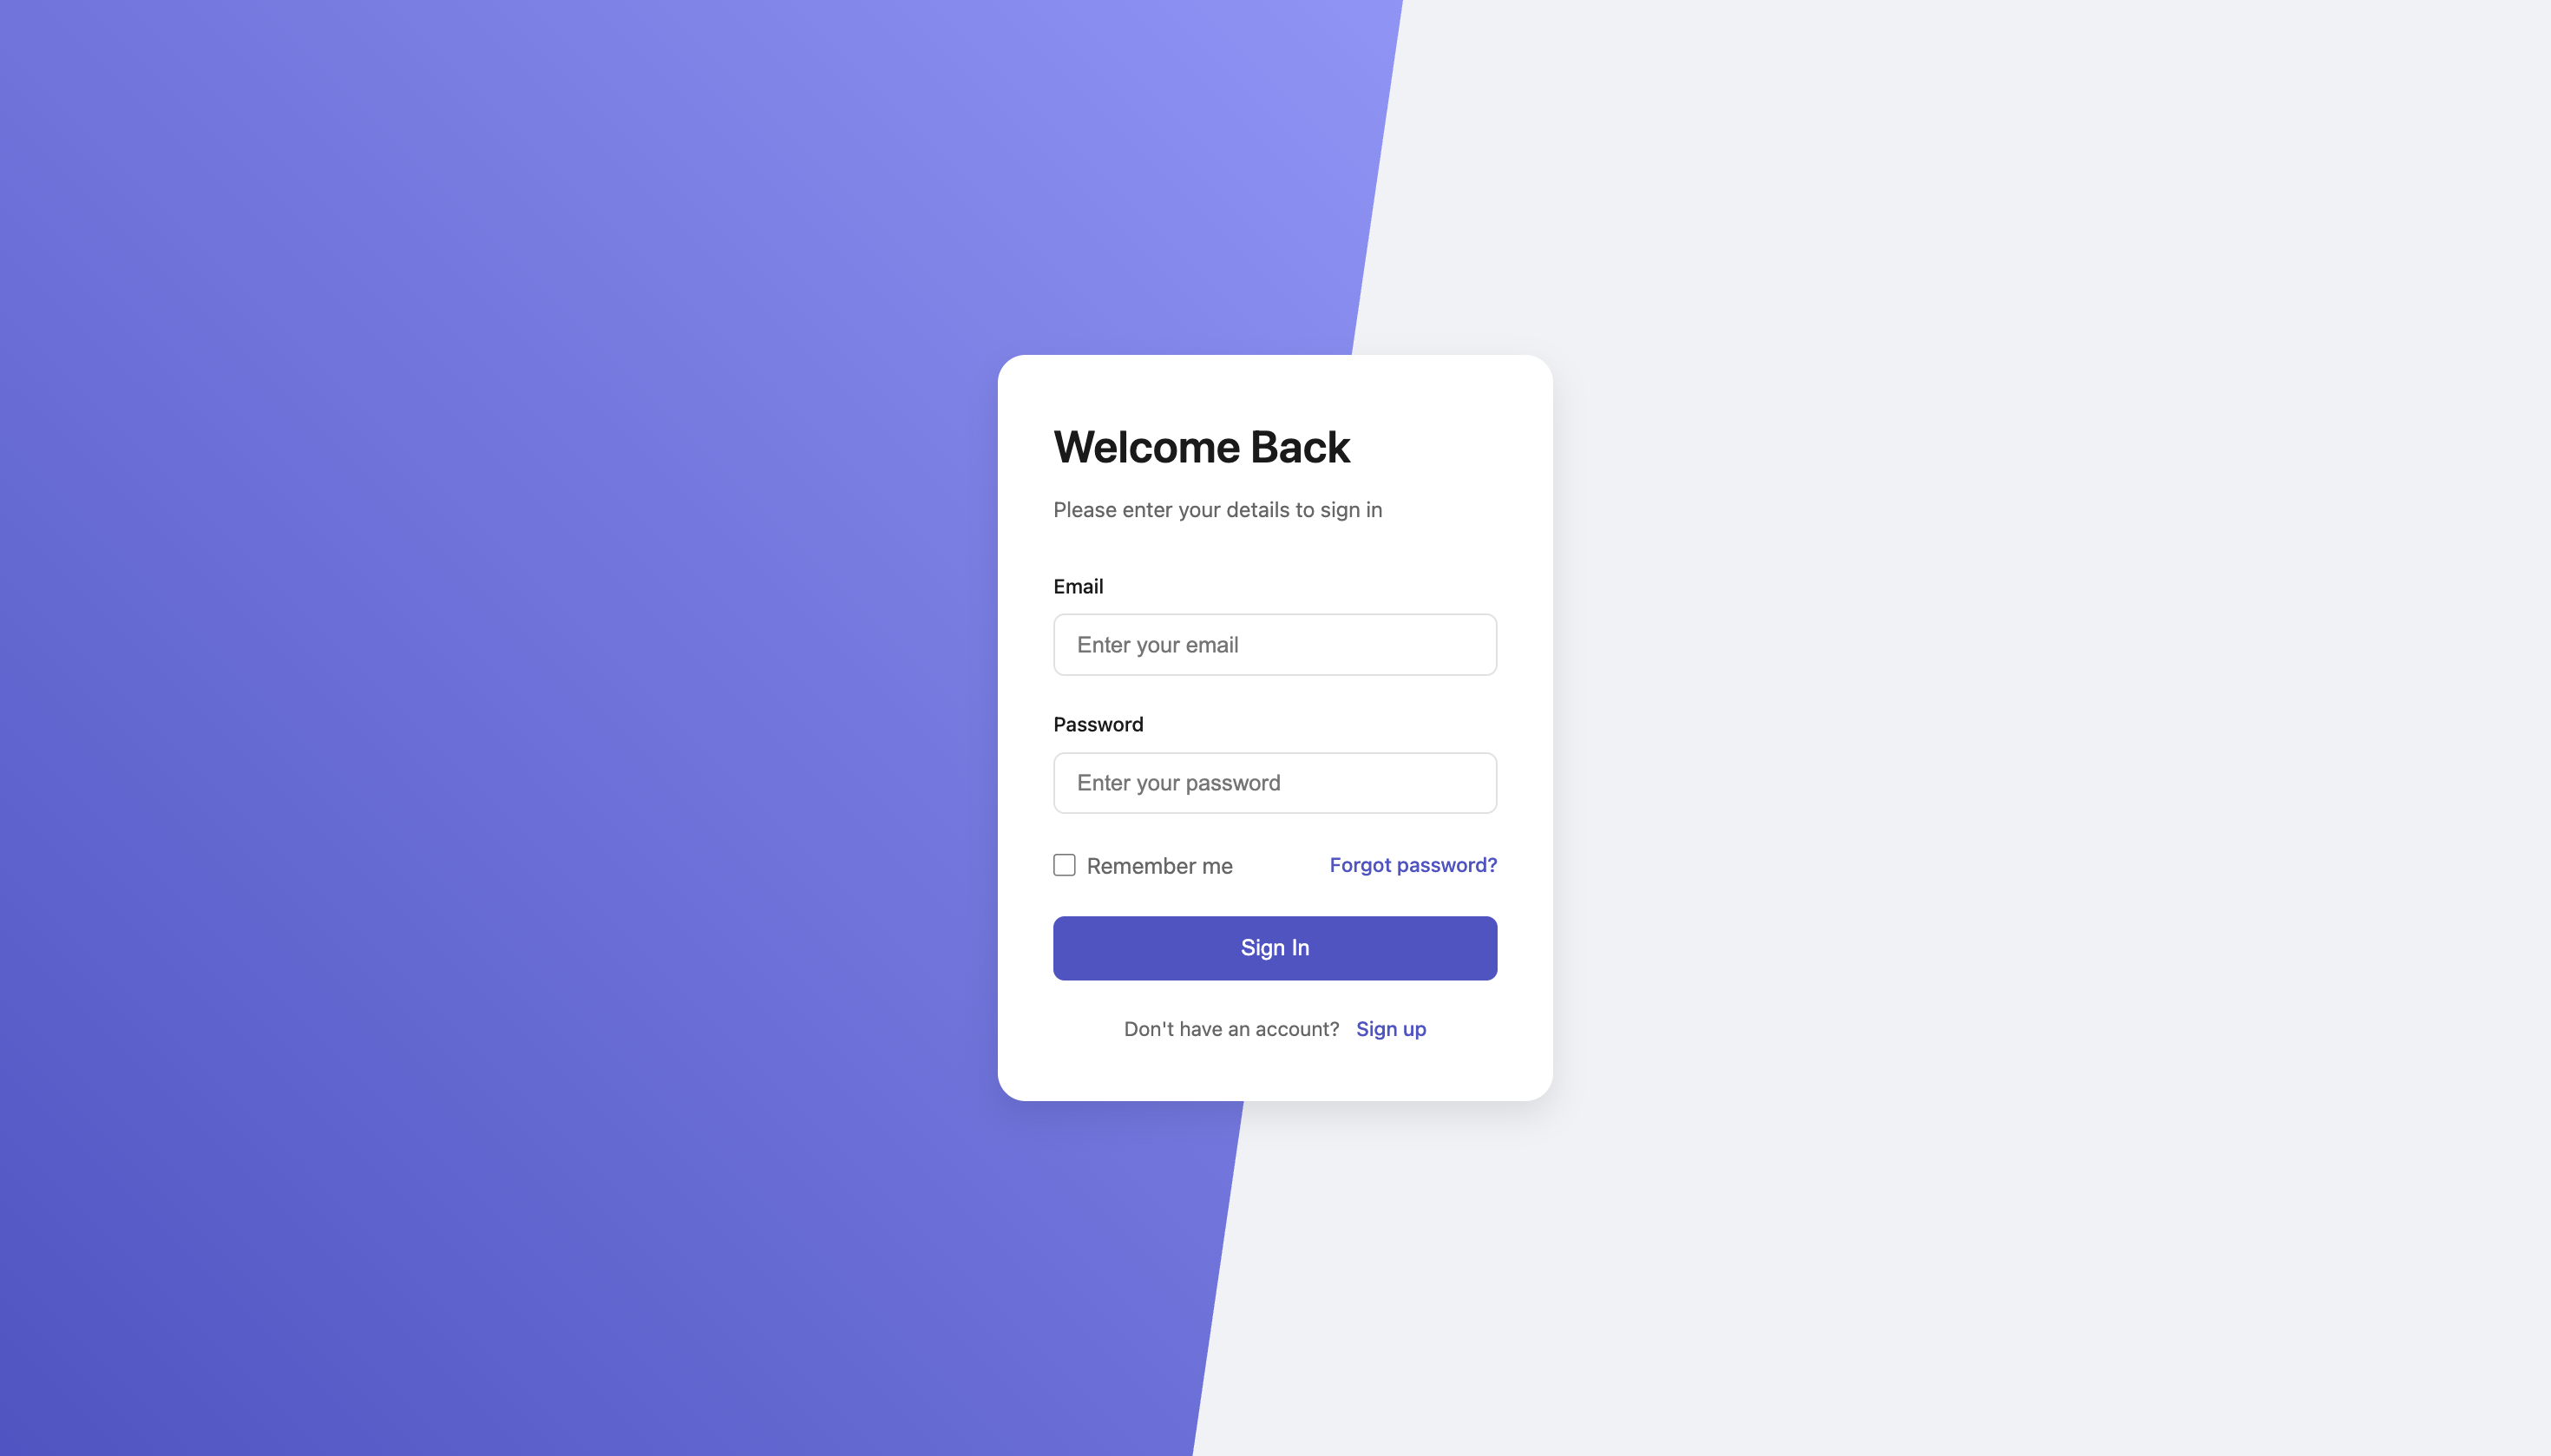 Welcome Back
Please enter your details to sign in
Email
Enter your email
Password
Enter your password
Remember me
Forgot password?
Sign In
Don't have an account? Sign up